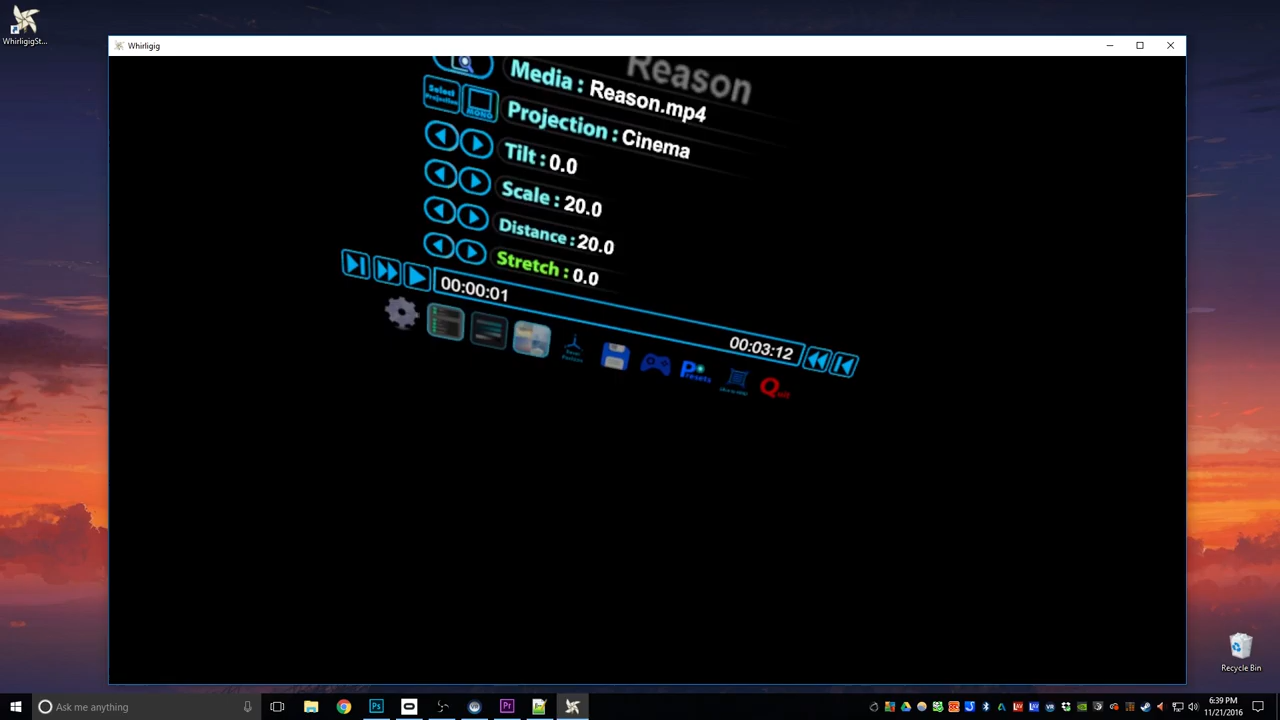 WhirligigSt...
Whirligig
Reason
Media : Reason.mp4
Select Projection
MONO
Projection : Cinema
Tilt : 0.0
Scale : 20.0
Distance : 20.0
Stretch : 0.0
00:00:01
00:03:12
Presets
Quit
Recycle Bin
Ask me anything
Ps
Pr
6:39 PM
11/21/2016